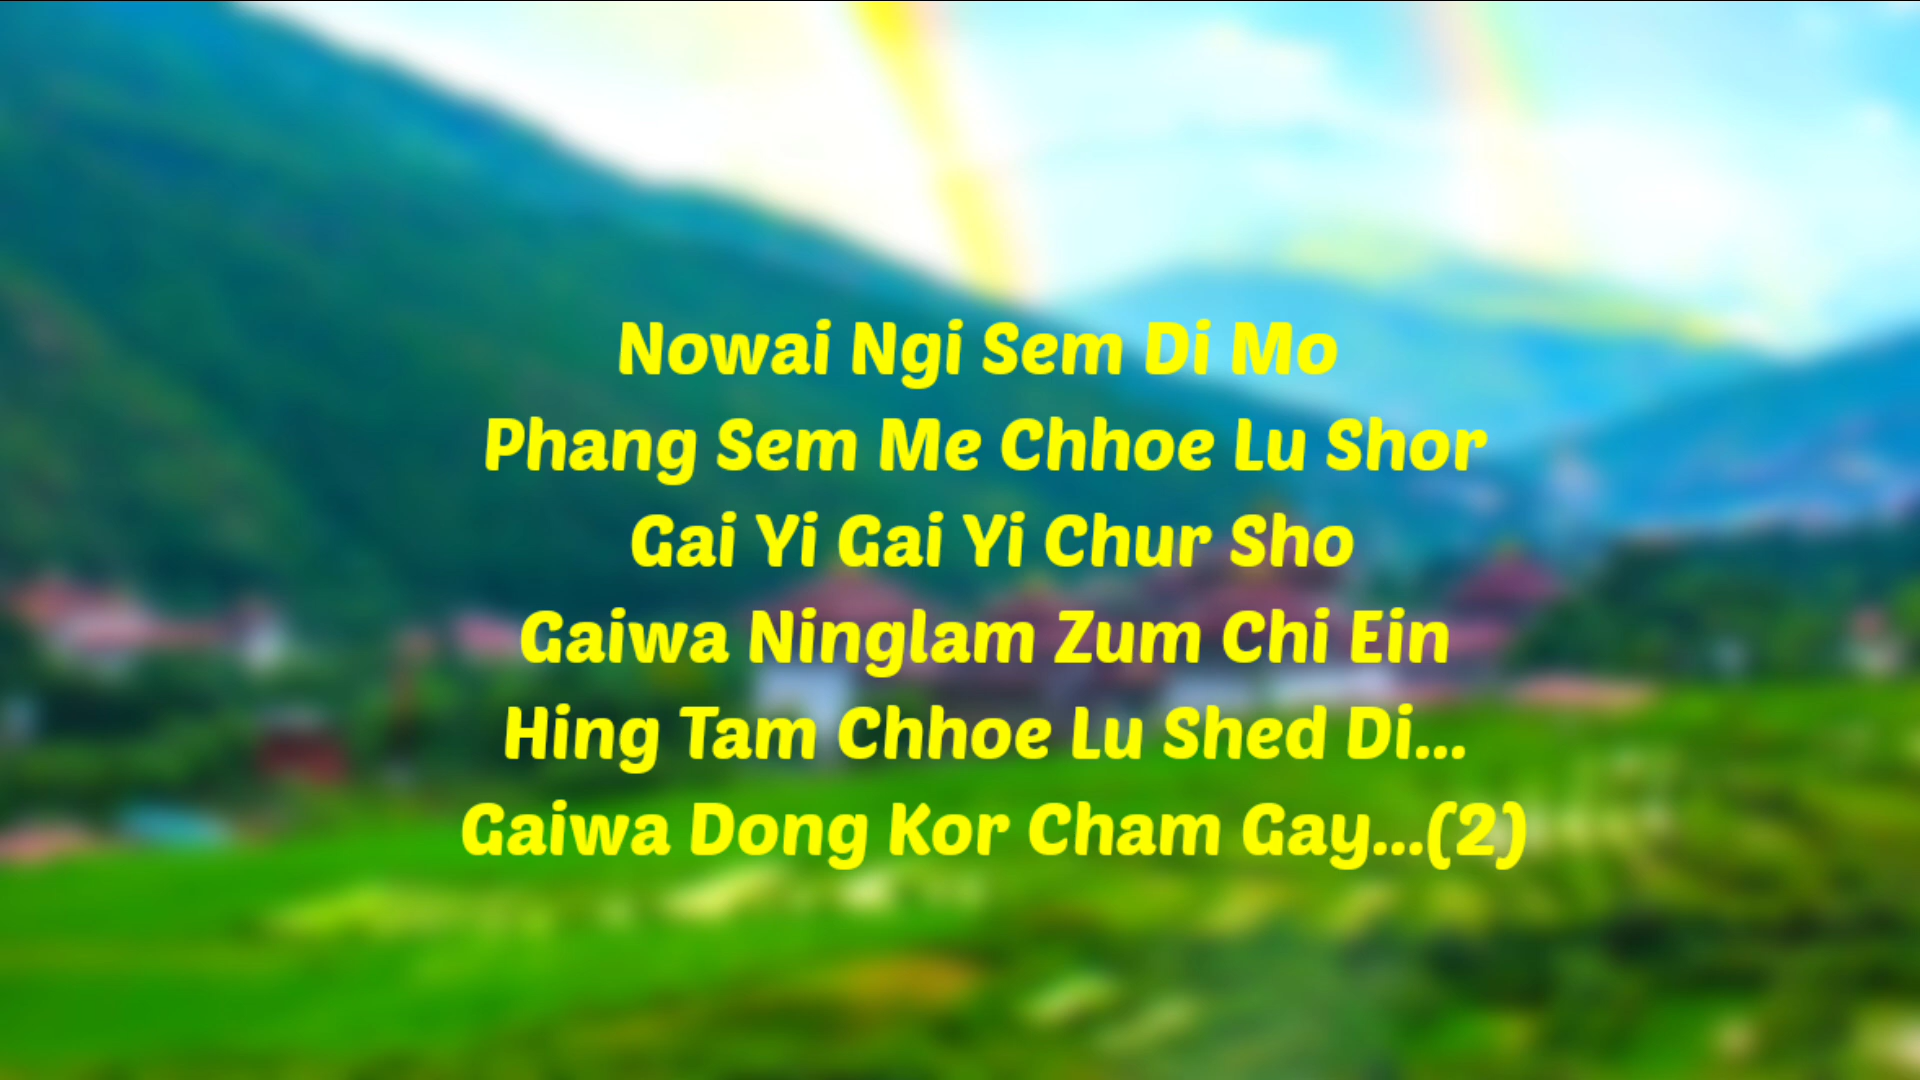 Nowai Ngi Sem Di Mo
Phang Sem Me Chhoe Lu Shor
Gai Yi Gai Yi Chur Sho
Gaiwa Ninglam Zum Chi Ein
Hing Tam Chhoe Lu Shed Di...
Gaiwa Dong Kor Cham Gay...(2)